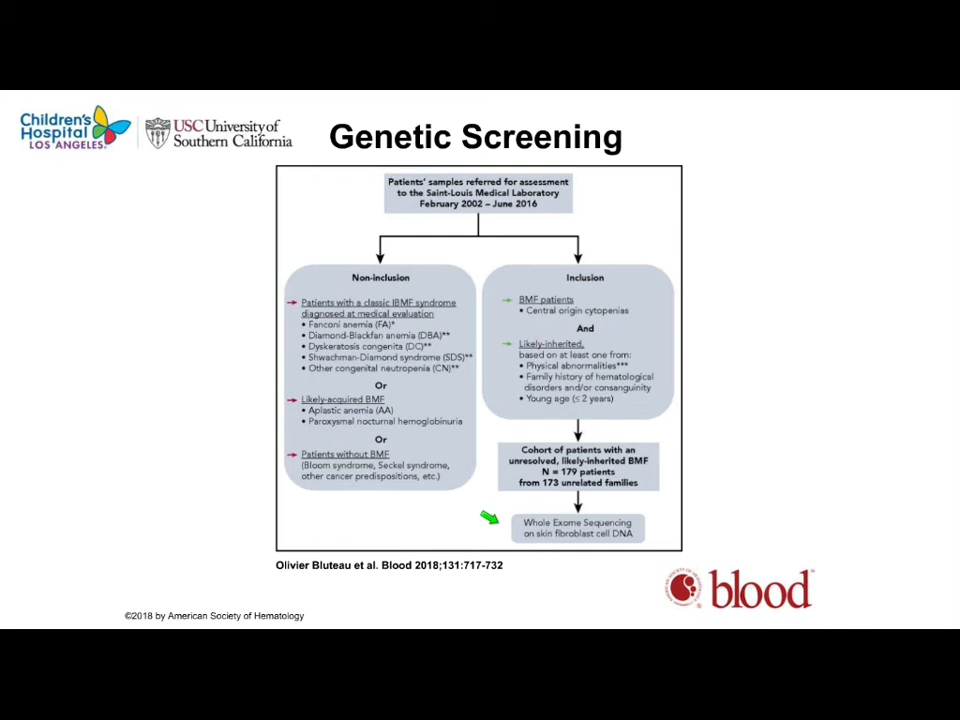 Children's
Hospital
LOS ANGELES.
USC University of
Southern California
Genetic Screening
Patients' samples referred for assessment
to the Saint-Louis Medical Laboratory
February 2002 – June 2016
Non-inclusion
Patients with a classic IBMF syndrome
diagnosed at medical evaluation
• Fanconi anemia (FA)*
• Diamond-Blackfan anemia (DBA)**
• Dyskeratosis congenita (DC)**
• Shwachman-Diamond syndrome (SDS)**
• Other congenital neutropenia (CN)**
Or
Likely-acquired BMF
• Aplastic anemia (AA)
• Paroxysmal nocturnal hemoglobinuria
Or
Patients without BMF
(Bloom syndrome, Seckel syndrome,
other cancer predispositions, etc.)
Inclusion
BMF patients
• Central origin cytopenias
And
Likely-inherited,
based on at least one from:
• Physical abnormalities***
• Family history of hematological
disorders and/or consanguinity
• Young age (≤ 2 years)
Cohort of patients with an
unresolved, likely-inherited BMF
N = 179 patients
from 173 unrelated families
Whole Exome Sequencing
on skin fibroblast cell DNA
Olivier Bluteau et al. Blood 2018;131:717-732
blood
©2018 by American Society of Hematology